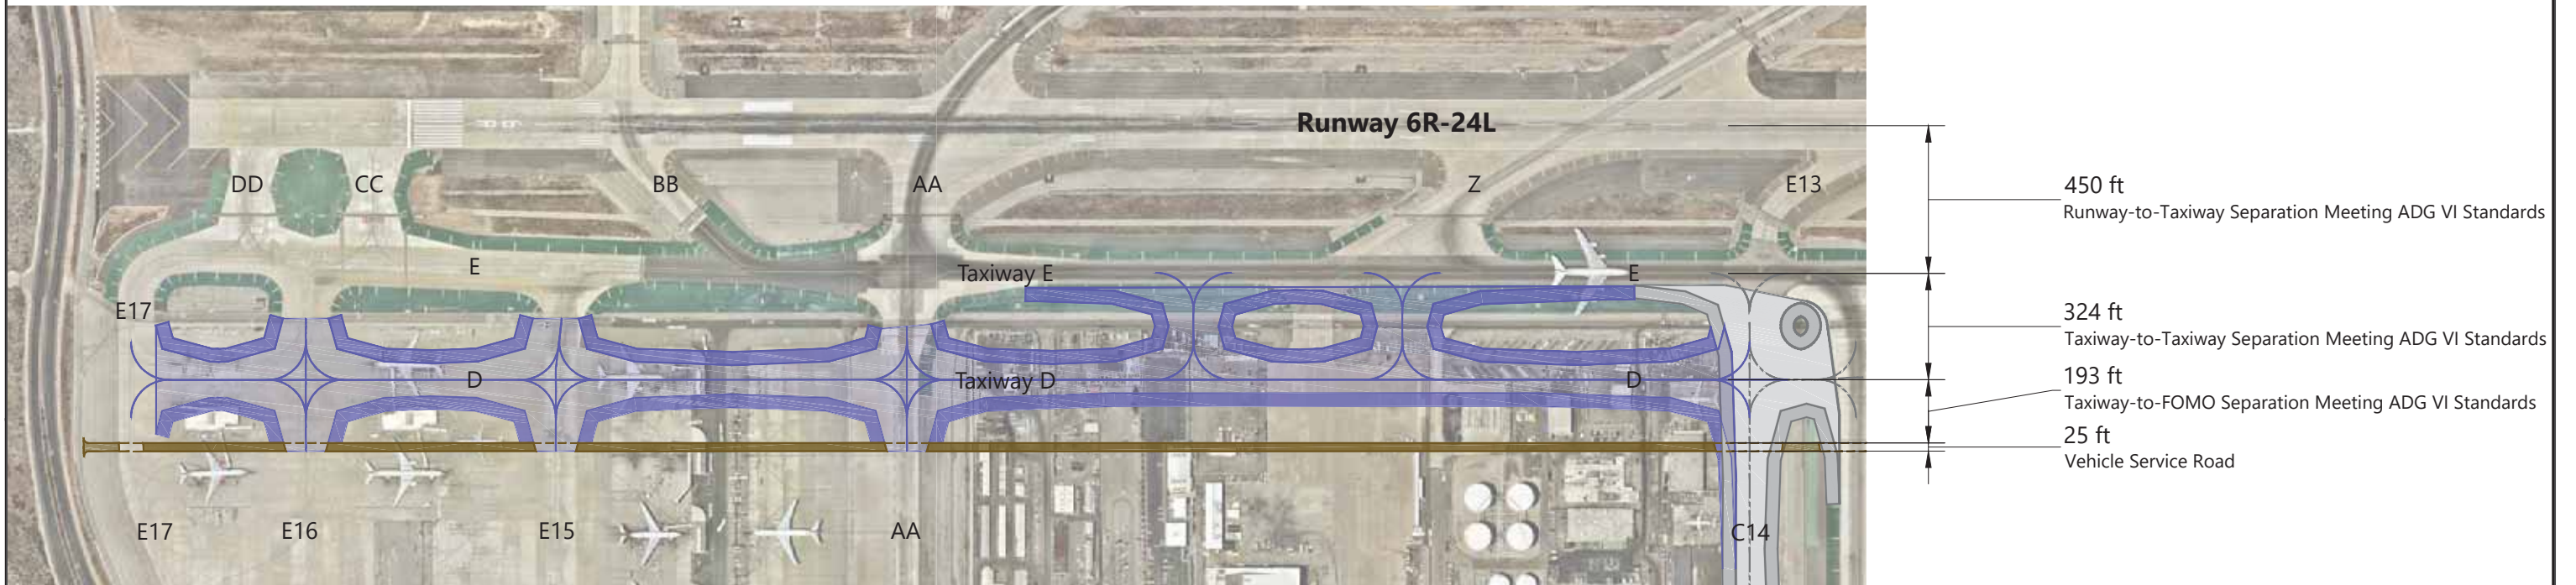 Runway 6R-24L
DD
CC
BB
AA
Z
E13
450 ft
Runway-to-Taxiway Separation Meeting ADG VI Standards
E
Taxiway E
E
E17
324 ft
Taxiway-to-Taxiway Separation Meeting ADG VI Standards
D
Taxiway D
D
193 ft
Taxiway-to-FOMO Separation Meeting ADG VI Standards
25 ft
Vehicle Service Road
E17
E16
E15
AA
C14